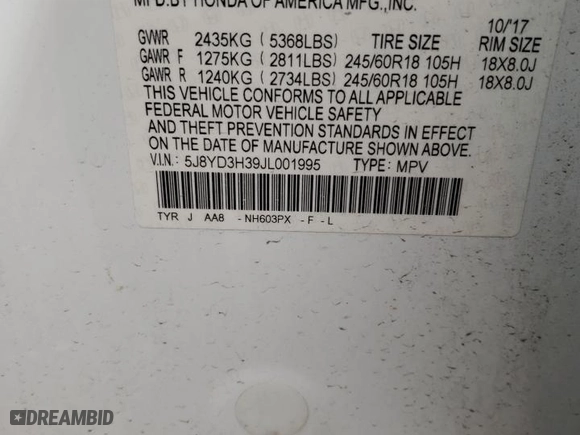 MFD.BY HONDA OF AMERICA MFG.,INC.
10/'17
GVWR 2435KG ( 5368LBS) TIRE SIZE RIM SIZE
GAWR F 1275KG ( 2811LBS) 245/60R18 105H 18X8.0J
GAWR R 1240KG ( 2734LBS) 245/60R18 105H 18X8.0J
THIS VEHICLE CONFORMS TO ALL APPLICABLE
FEDERAL MOTOR VEHICLE SAFETY
AND THEFT PREVENTION STANDARDS IN EFFECT
ON THE DATE OF MANUFACTURE SHOWN ABOVE.
V.I.N.: 5J8YD3H39JL001995 TYPE: MPV
TYR J AA8 -NH603PX -F -L
DREAMBID